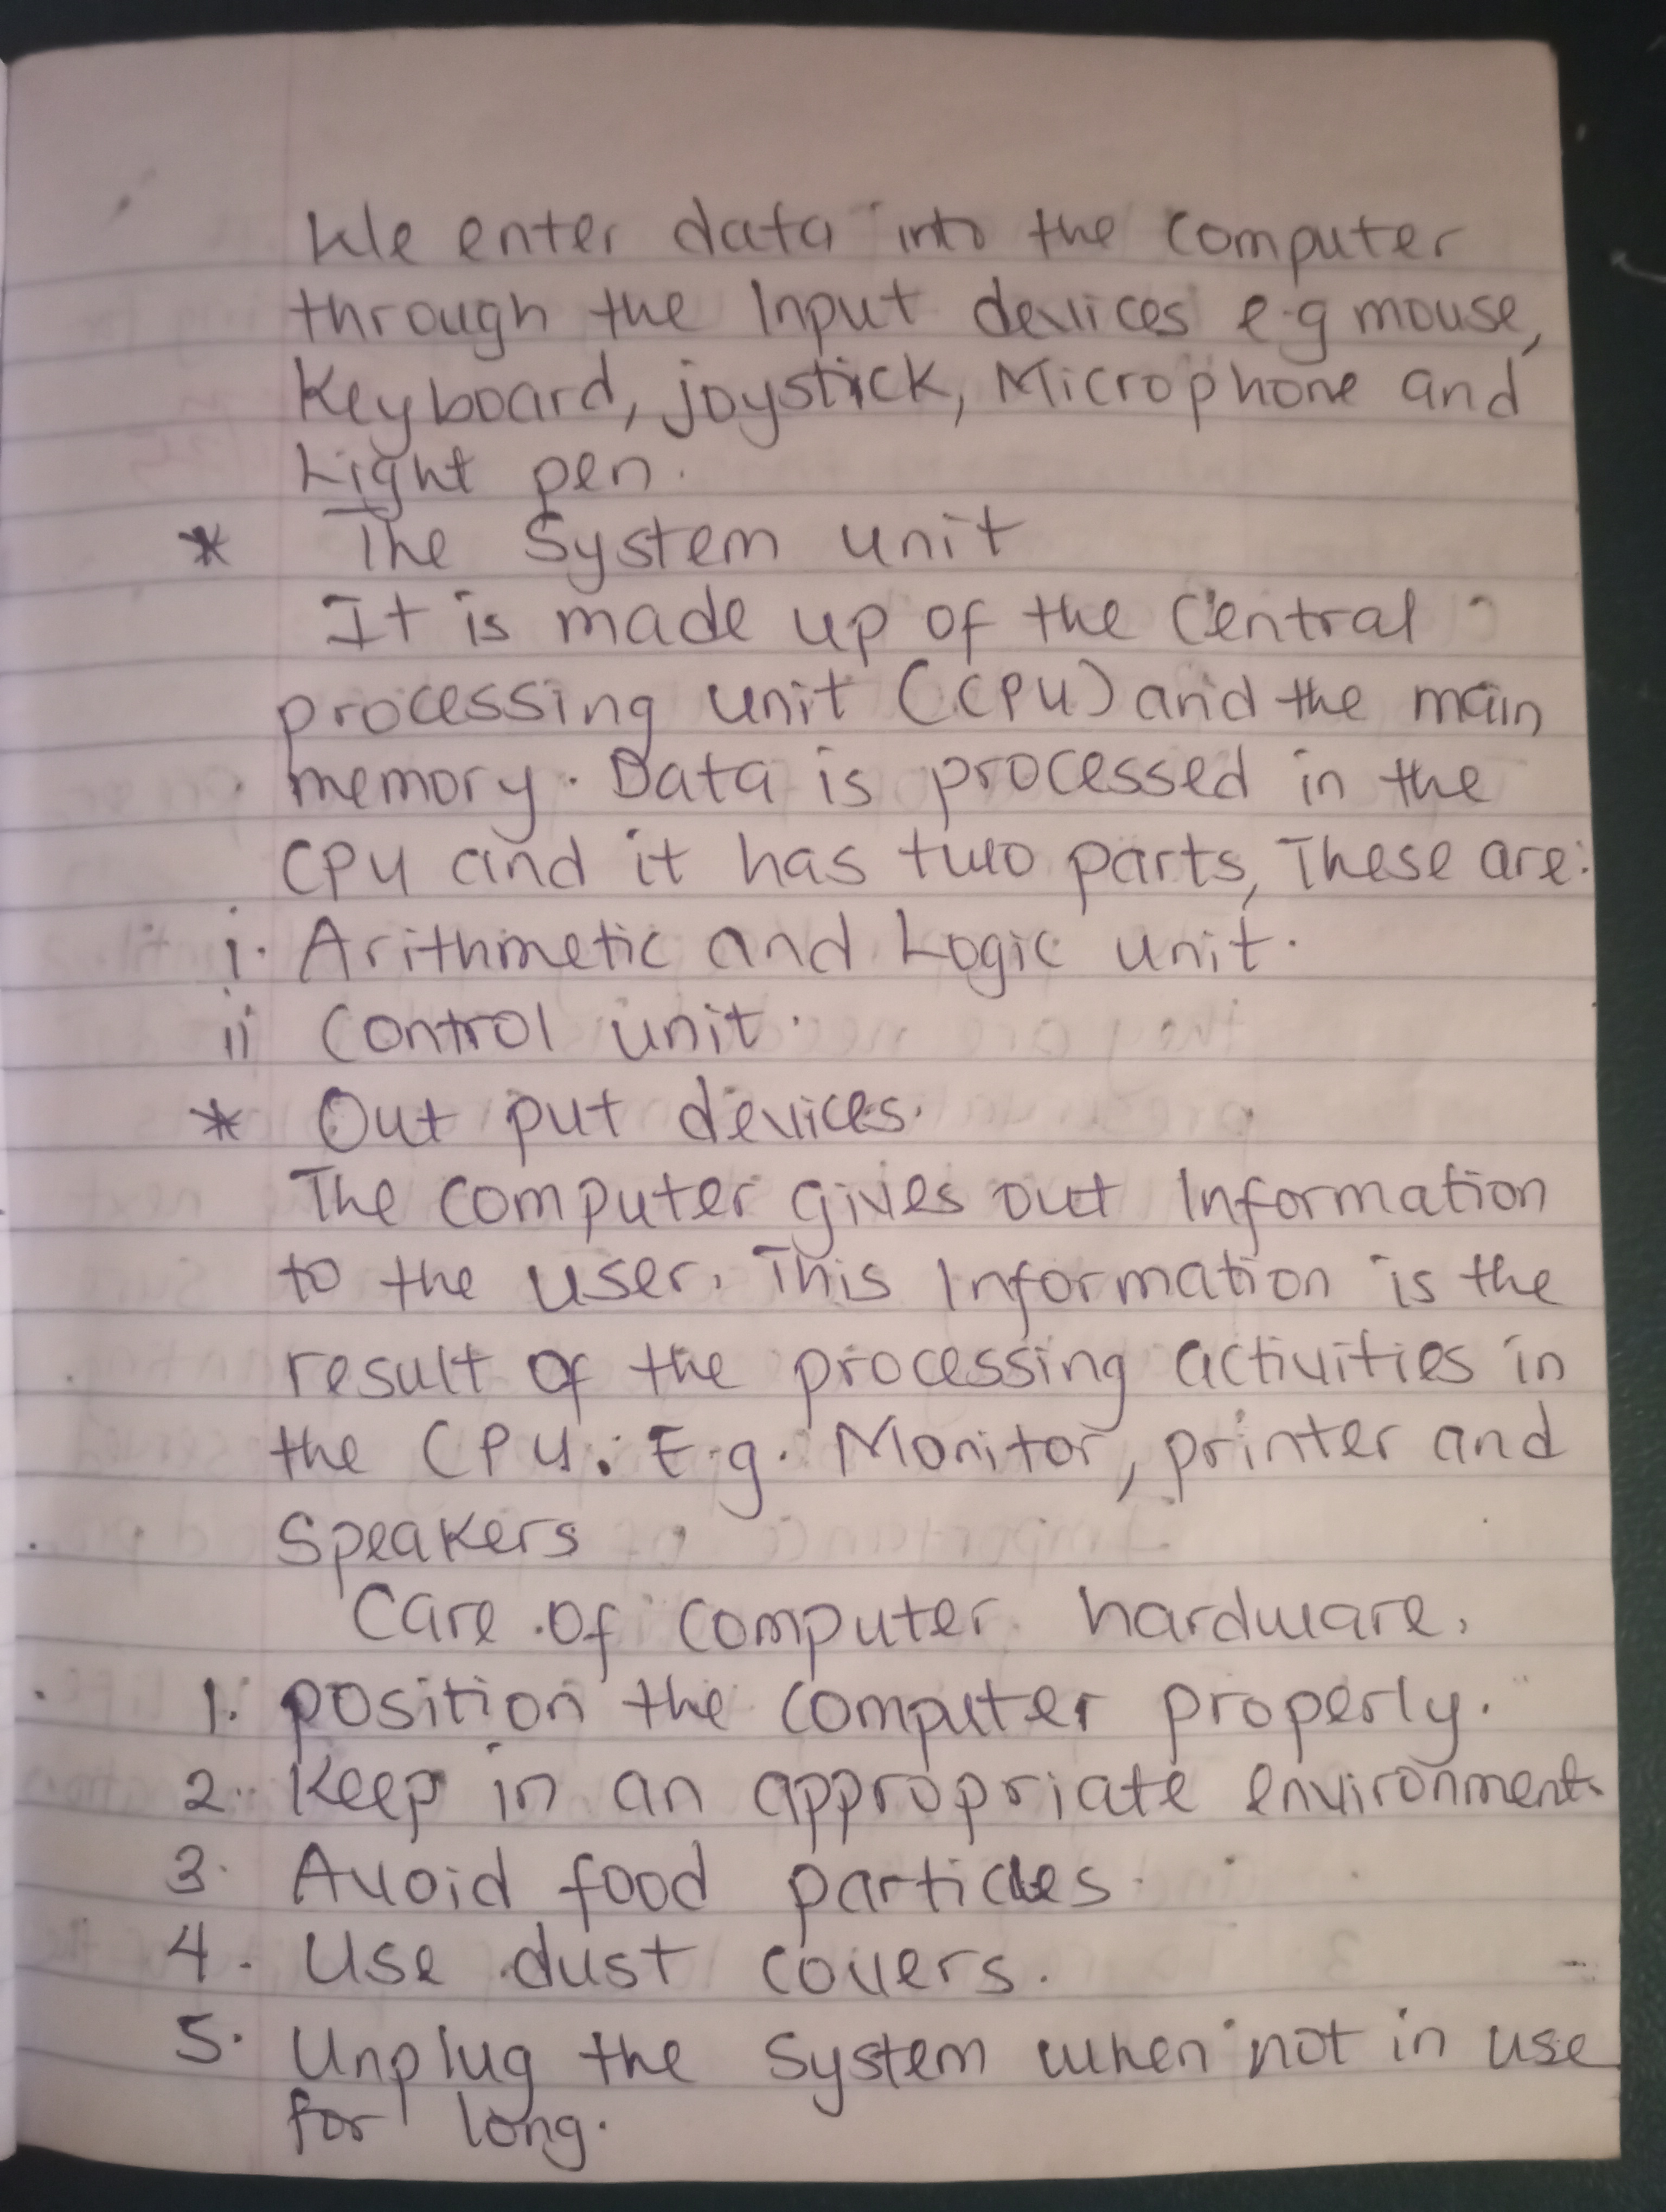 We enter data into the computer
through the Input devices e.g mouse,
Keyboard, joystick, Microphone and
Light pen.
* The System unit
It is made up of the Central
processing unit (CPU) and the main
memory. Data is processed in the
CPU and it has two parts, These are:
i. Arithmetic and Logic unit.
ii Control unit.
* Out put devices.
The computer gives out Information
to the user. This Information is the
result of the processing activities in
the CPU. E.g. Monitor, printer and
Speakers
Care of computer hardware.
1. position the computer properly.
2. Keep in an appropriate environment.
3. Avoid food particles.
4. Use dust covers.
5. Unplug the System when not in use
for long.